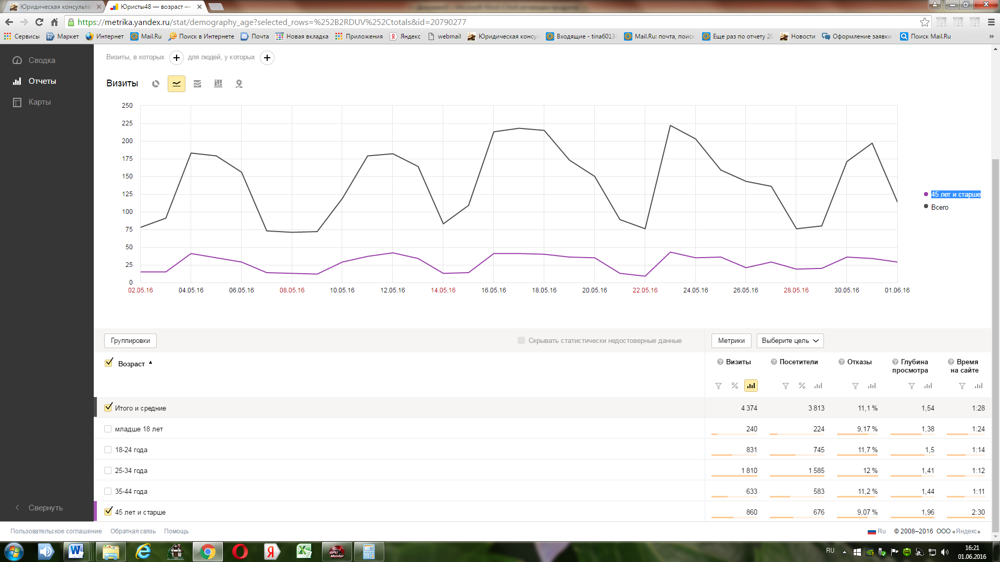 Юридическая консульта
Юристы48 — возраст —
https://metrika.yandex.ru/stat/demography_age?selected_rows=%252B2RDUV%252Ctotals&id=20790277
Сервисы Маркет Интернет Mail.Ru Поиск в Интернете Почта Новая вкладка Приложения Яндекс webmail Юридическая консул Входящие - tina6013 Mail.Ru: почта, поиск Еще раз по отчету 20 Новости Оформление заявки Поиск Mail.Ru »
Сводка
Отчеты
Карты
Визиты, в которых + для людей, у которых +
Визиты
250
225
200
175
150
125
100
75
50
25
0
02.05.16 04.05.16 06.05.16 08.05.16 10.05.16 12.05.16 14.05.16 16.05.16 18.05.16 20.05.16 22.05.16 24.05.16 26.05.16 28.05.16 30.05.16 01.06.16
45 лет и старше
Всего
Группировки Скрывать статистически недостоверные данные Метрики Выберите цель
Возраст ▲ Визиты Посетители Отказы Глубина просмотра Время на сайте
Итого и средние 4 374 3 813 11,1 % 1,54 1:28
младше 18 лет 240 224 9,17 % 1,38 1:24
18-24 года 831 745 11,7 % 1,5 1:14
25-34 года 1 810 1 585 12 % 1,41 1:12
35-44 года 633 583 11,2 % 1,44 1:11
45 лет и старше 860 676 9,07 % 1,96 2:30
Свернуть
Пользовательское соглашение Обратная связь Помощь Ru © 2008–2016 ООО «Яндекс»
RU 16:21
01.06.2016